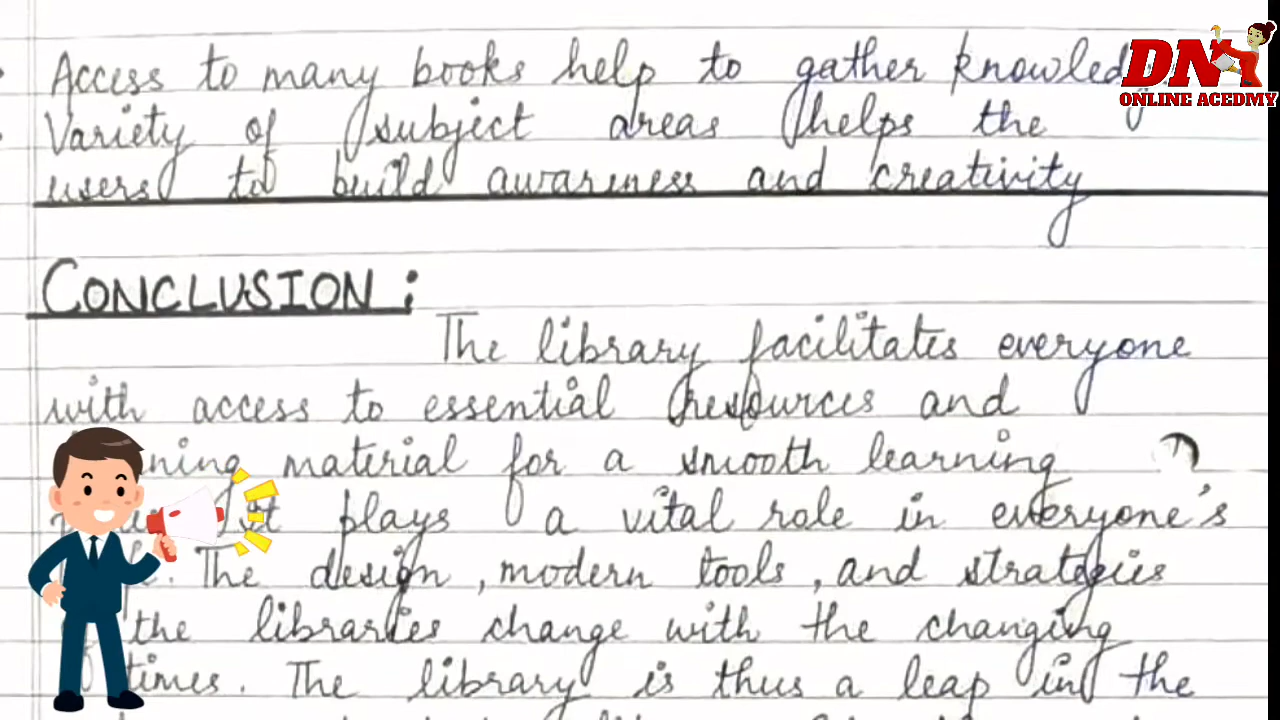 Access to many books help to gather
Variety of subject areas helps the
users to build awareness and creativity
CONCLUSION :
The library facilitates everyone
with access to essential resources and
material for a smooth learning
it plays a vital role in everyone's
The design , modern tools , and strategies
the libraries change with the changing
times. The library is thus a leap in the
DNY
ONLINE ACEDMY